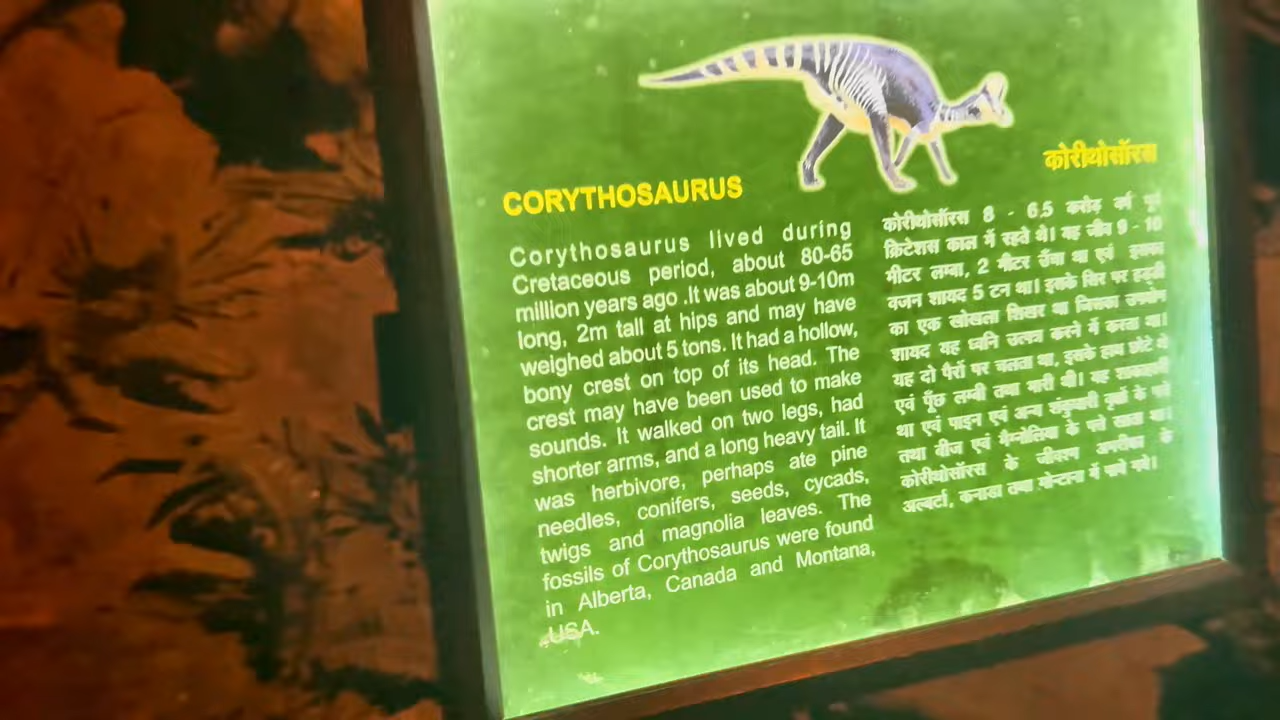 CORYTHOSAURUS
Corythosaurus lived during
Cretaceous period, about 80-65
million years ago .It was about 9-10m
long, 2m tall at hips and may have
weighed about 5 tons. It had a hollow,
bony crest on top of its head. The
crest may have been used to make
sounds. It walked on two legs, had
shorter arms, and a long heavy tail. It
was herbivore, perhaps ate pine
needles, conifers, seeds, cycads,
twigs and magnolia leaves. The
fossils of Corythosaurus were found
in Alberta, Canada and Montana,
USA.
कोरीथोसॉरस
कोरीथोसॉरस 8 - 6.5 करोड़ वर्ष पूर्व
क्रिटेशस काल में रहते थे। यह जीव 9 - 10
मीटर लम्बा, 2 मीटर ऊँचा था एवं इसका
वजन शायद 5 टन था। इसके सिर पर हड्डी
का एक खोखला शिखर था जिसका उपयोग
शायद यह ध्वनि उत्पन्न करने में करता था।
यह दो पैरों पर चलता था, इसके हाथ छोटे थे
एवं पूँछ लम्बी तथा भारी थी। यह शाकाहारी
था एवं पाइन एवं अन्य वृक्षों के पत्ते
तथा बीज एवं मैग्नोलिया के पत्ते खाता था।
कोरीथोसॉरस के जीवाश्म अमरीका के
अल्बर्टा, कनाडा तथा मोन्टाना में पाये गये।